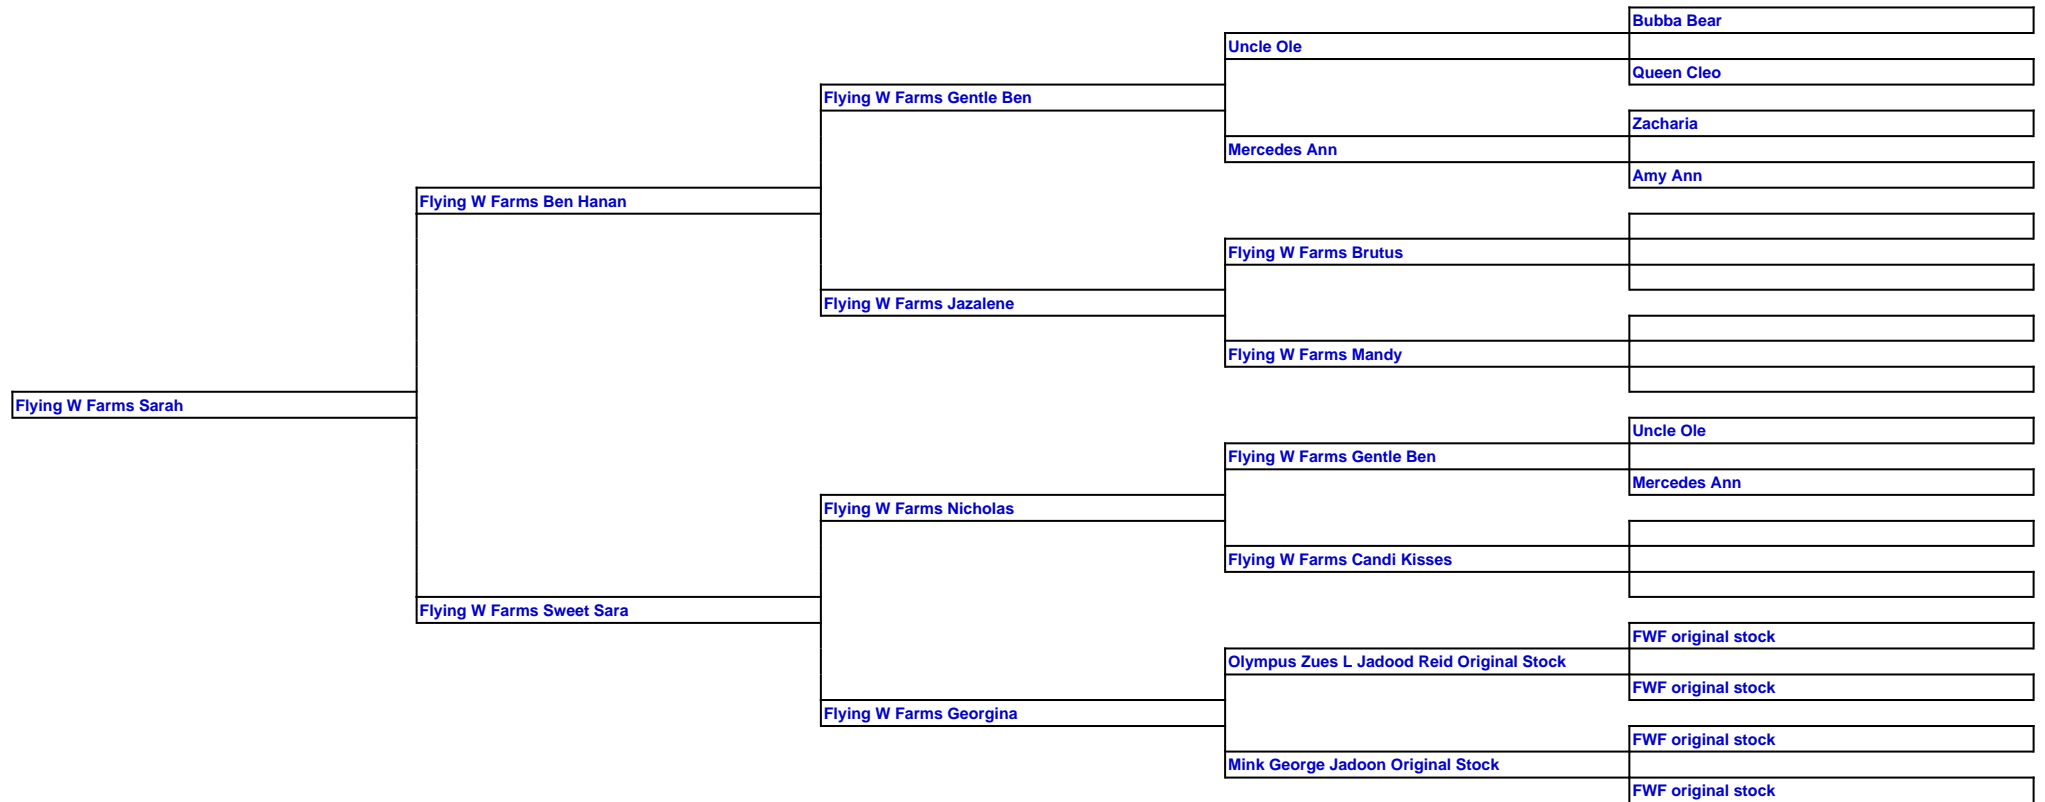 Bubba Bear
Uncle Ole
Queen Cleo
Flying W Farms Gentle Ben
Zacharia
Mercedes Ann
Amy Ann
Flying W Farms Ben Hanan
Flying W Farms Brutus
Flying W Farms Jazalene
Flying W Farms Mandy
Flying W Farms Sarah
Uncle Ole
Flying W Farms Gentle Ben
Mercedes Ann
Flying W Farms Nicholas
Flying W Farms Candi Kisses
Flying W Farms Sweet Sara
FWF original stock
Olympus Zues L Jadood Reid Original Stock
FWF original stock
Flying W Farms Georgina
FWF original stock
Mink George Jadoon Original Stock
FWF original stock